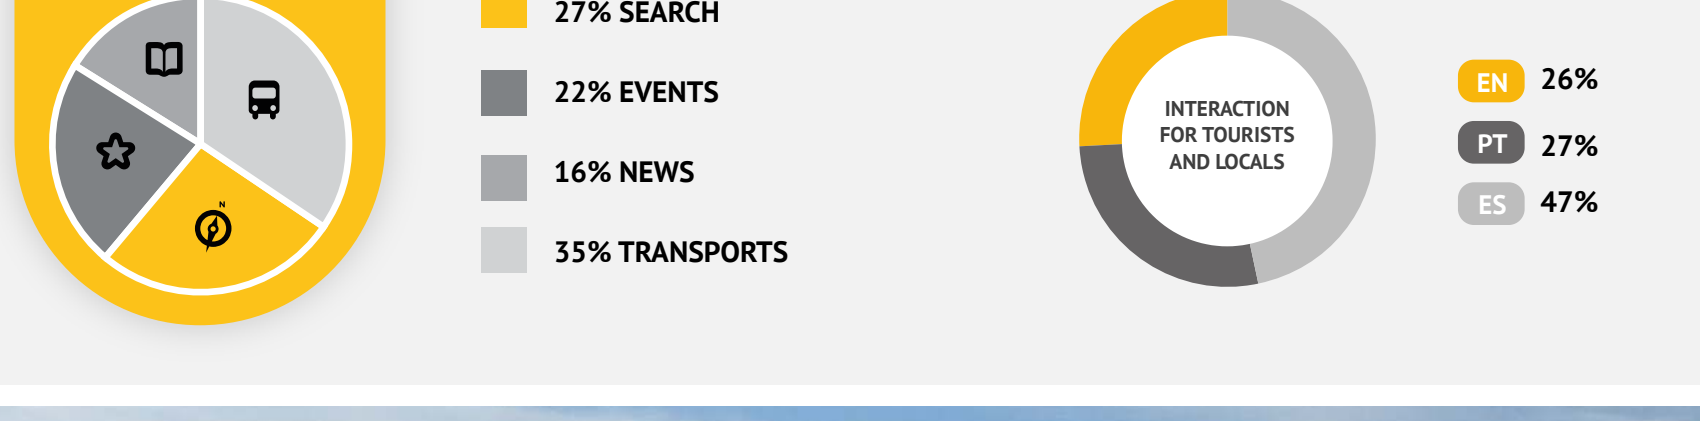 27% SEARCH
22% EVENTS
16% NEWS
35% TRANSPORTS
N
INTERACTION
FOR TOURISTS
AND LOCALS
EN 26%
PT 27%
ES 47%